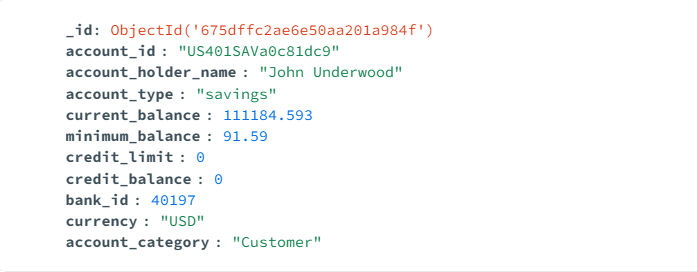 _id: ObjectId('675dffc2ae6e50aa201a984f')
account_id : "US401SAVa0c81dc9"
account_holder_name : "John Underwood"
account_type : "savings"
current_balance : 111184.593
minimum_balance : 91.59
credit_limit : 0
credit_balance : 0
bank_id : 40197
currency : "USD"
account_category : "Customer"